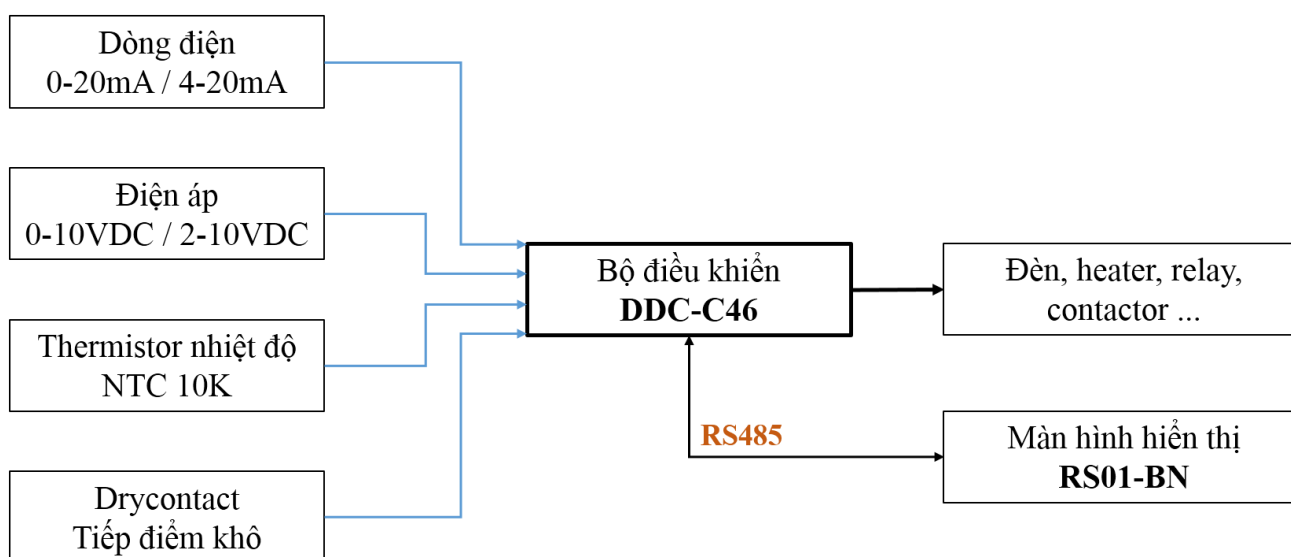 Dòng điện
0-20mA / 4-20mA
Điện áp
0-10VDC / 2-10VDC
Thermistor nhiệt độ
NTC 10K
Drycontact
Tiếp điểm khô
Bộ điều khiển
DDC-C46
RS485
Đèn, heater, relay,
contactor ...
Màn hình hiển thị
RS01-BN